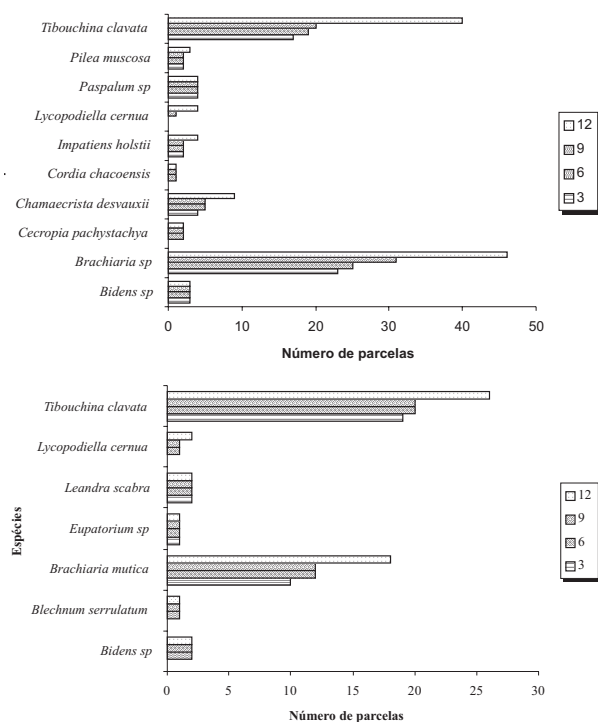 Tibouchina clavata
Pilea muscosa
Paspalum sp
Lycopodiella cernua
Impatiens holstii
Cordia chacoensis
Chamaecrista desvauxii
Cecropia pachystachya
Brachiaria sp
Bidens sp
0 10 20 30 40 50
Número de parcelas
12
9
6
3
Espécies
Tibouchina clavata
Lycopodiella cernua
Leandra scabra
Eupatorium sp
Brachiaria mutica
Blechnum serrulatum
Bidens sp
0 5 10 15 20 25 30
Número de parcelas
12
9
6
3